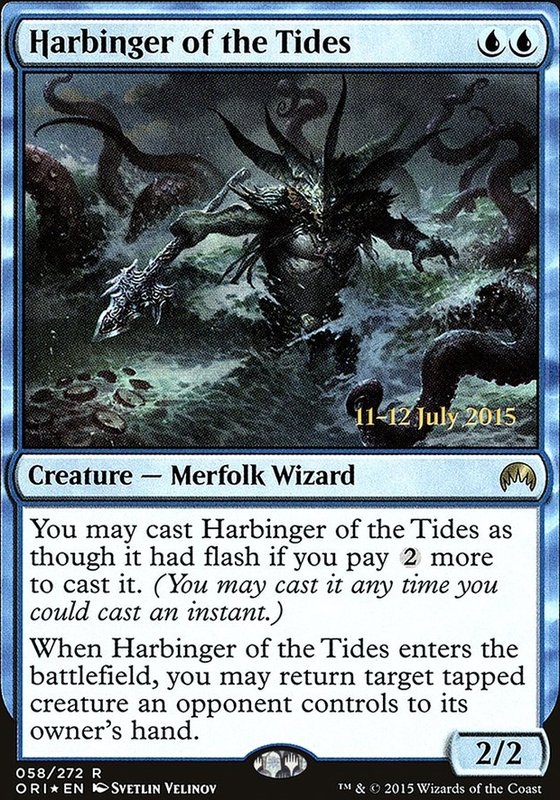 Harbinger of the Tides
11-12 July 2015
Creature — Merfolk Wizard
You may cast Harbinger of the Tides as
though it had flash if you pay 2 more
to cast it. (You may cast it any time you
could cast an instant.)
When Harbinger of the Tides enters the
battlefield, you may return target tapped
creature an opponent controls to its
owner's hand.
2/2
058/272 R
ORI★EN Svetlin Velinov
™ & © 2015 Wizards of the Coast